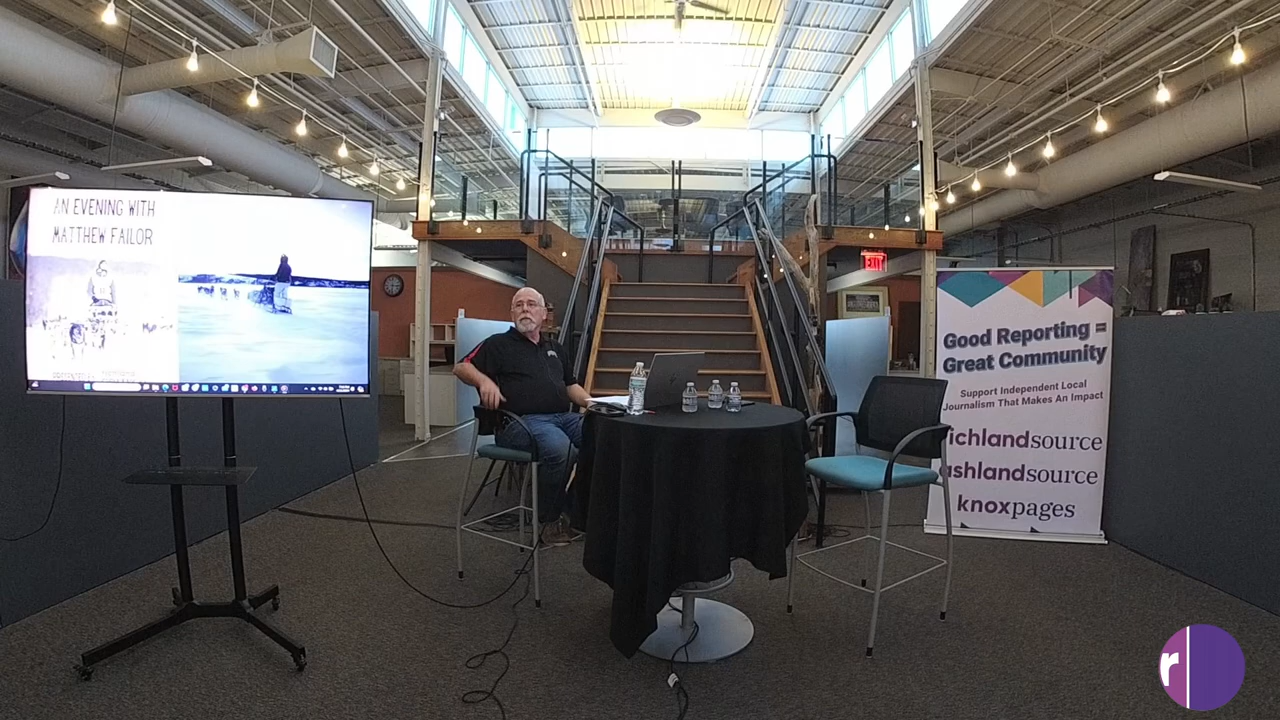 AN EVENING WITH
MATTHEW FAILOR
EXIT
Good Reporting =
Great Community
Support Independent Local
Journalism That Makes An Impact
richlandsource
ashlandsource
knoxpages
r